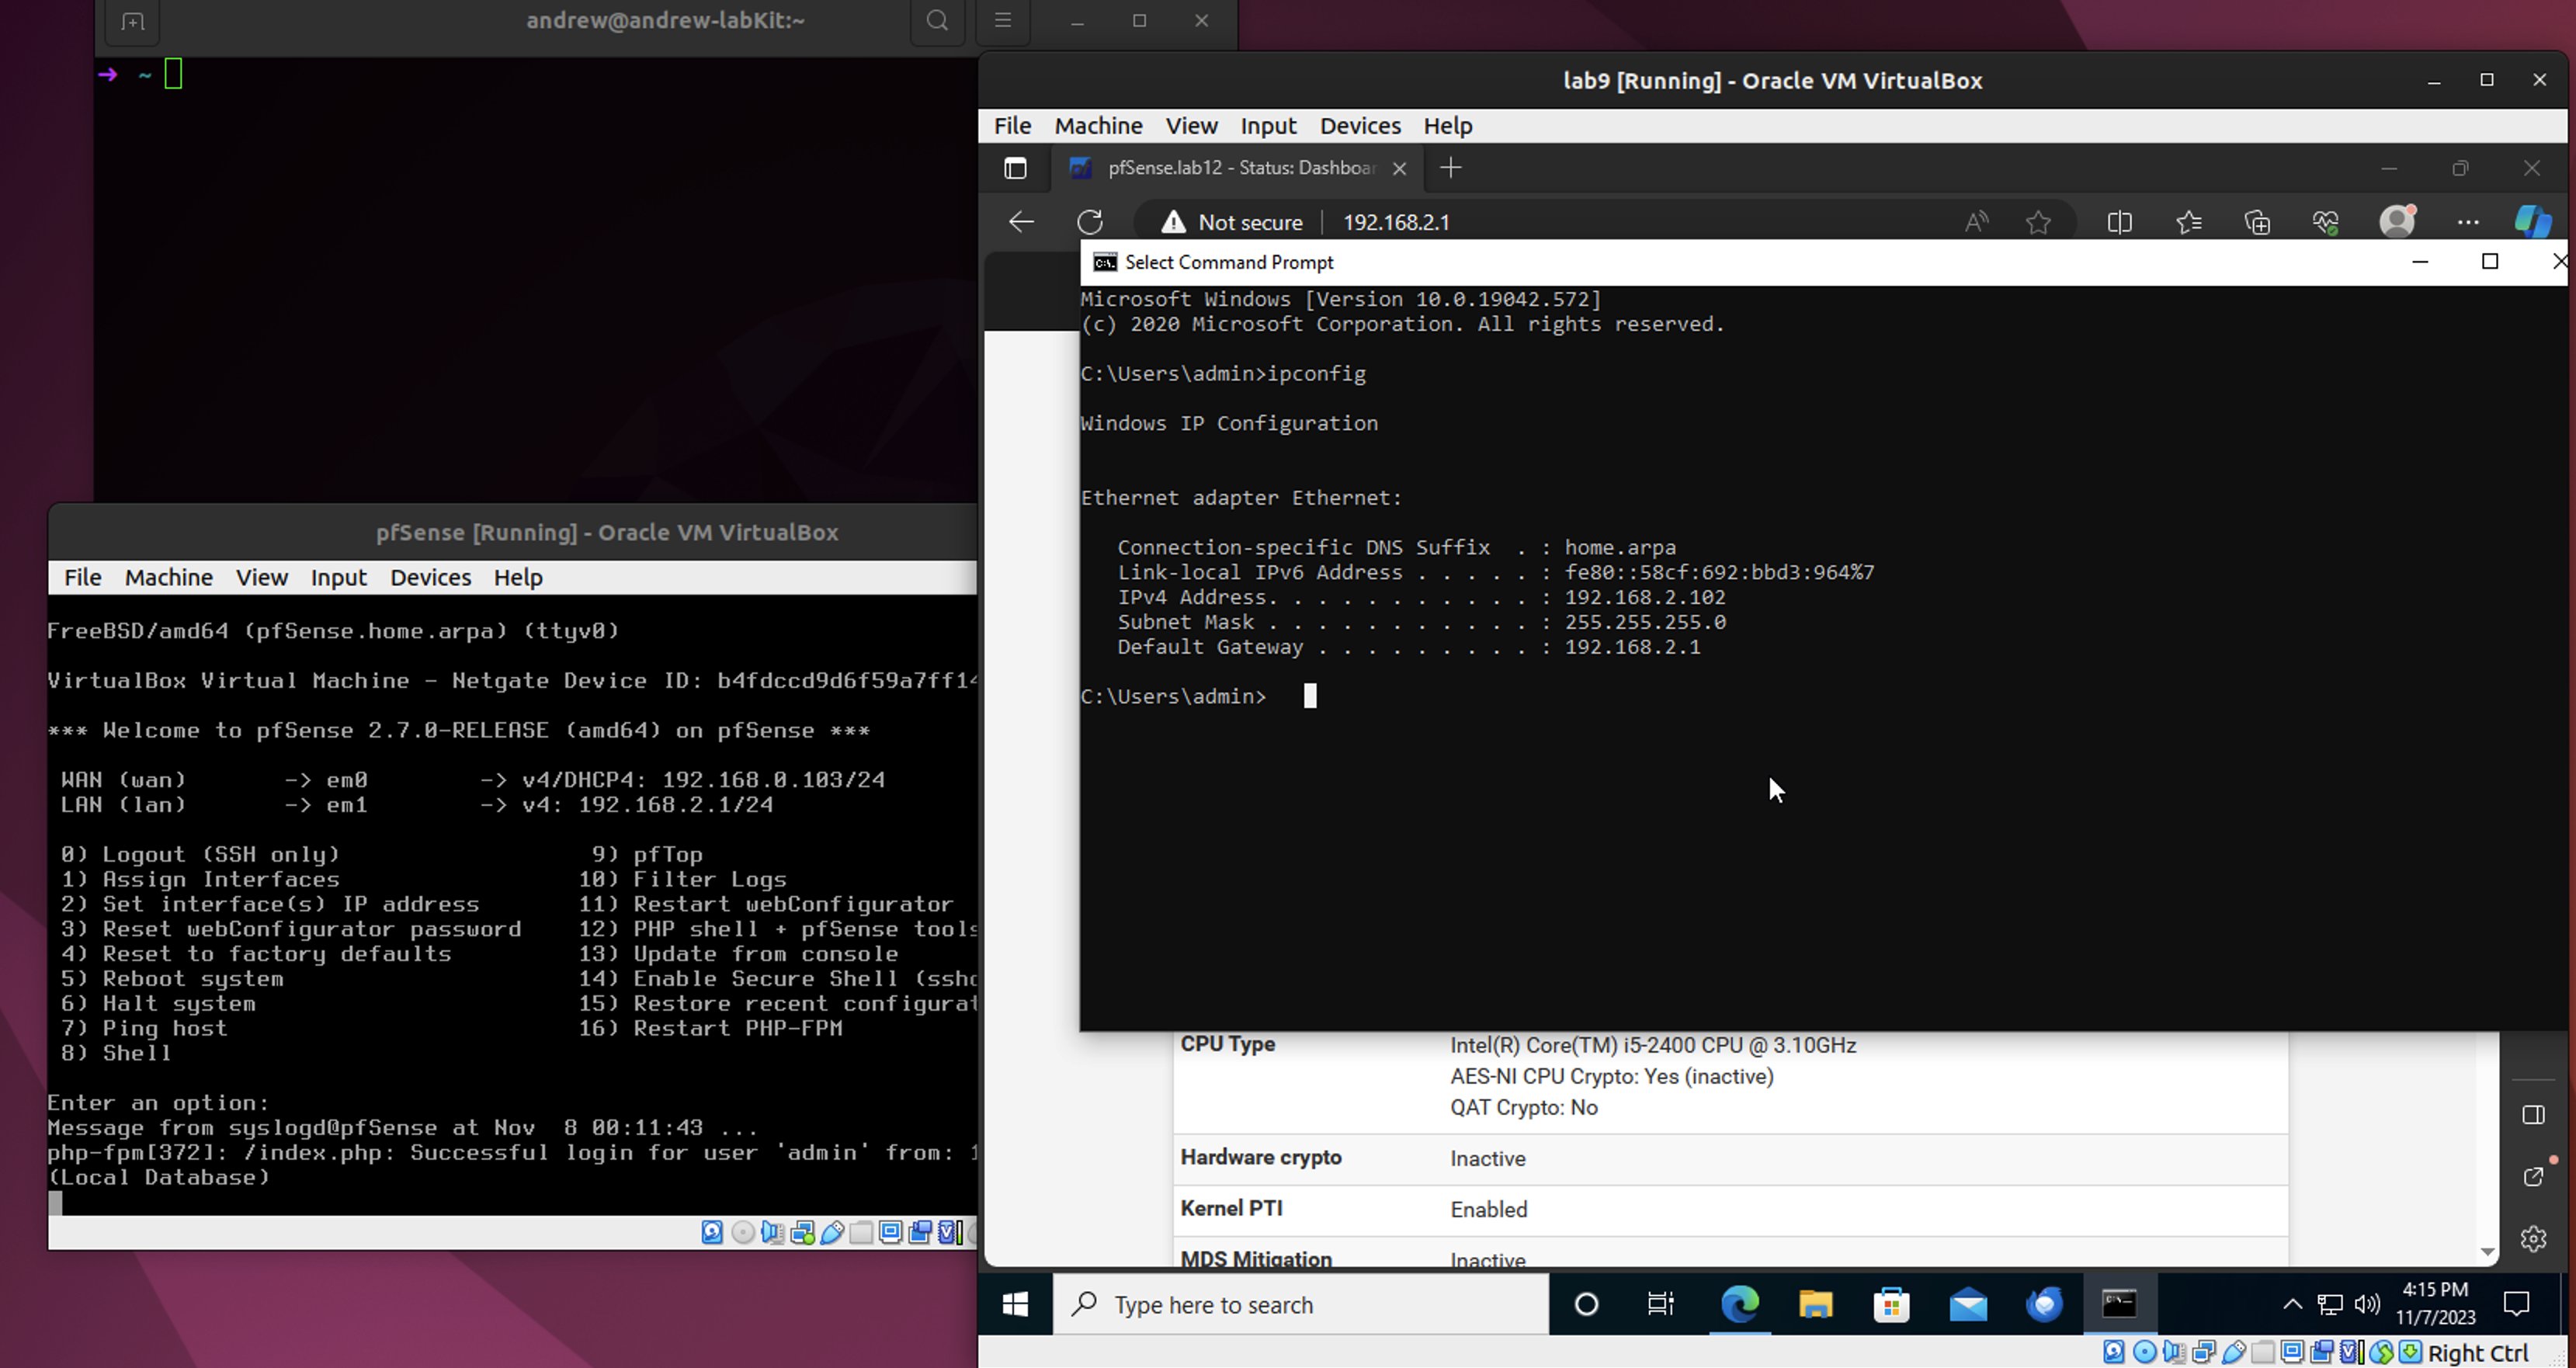 andrew@andrew-labKit:~
➜ ~
lab9 [Running] - Oracle VM VirtualBox
File Machine View Input Devices Help
pfSense.lab12 - Status: Dashboar
Not secure 192.168.2.1
Select Command Prompt
Microsoft Windows [Version 10.0.19042.572]
(c) 2020 Microsoft Corporation. All rights reserved.
C:\Users\admin>ipconfig
Windows IP Configuration
Ethernet adapter Ethernet:
Connection-specific DNS Suffix . : home.arpa
Link-local IPv6 Address . . . . . : fe80::58cf:692:bbd3:964%7
IPv4 Address. . . . . . . . . . . : 192.168.2.102
Subnet Mask . . . . . . . . . . . : 255.255.255.0
Default Gateway . . . . . . . . . : 192.168.2.1
C:\Users\admin>
CPU Type Intel(R) Core(TM) i5-2400 CPU @ 3.10GHz
AES-NI CPU Crypto: Yes (inactive)
QAT Crypto: No
Hardware crypto Inactive
Kernel PTI Enabled
MDS Mitigation Inactive
Type here to search
4:15 PM
11/7/2023
Right Ctrl
pfSense [Running] - Oracle VM VirtualBox
File Machine View Input Devices Help
FreeBSD/amd64 (pfSense.home.arpa) (ttyv0)
VirtualBox Virtual Machine - Netgate Device ID: b4fdccd9d6f59a7ff14
*** Welcome to pfSense 2.7.0-RELEASE (amd64) on pfSense ***
WAN (wan) -> em0 -> v4/DHCP4: 192.168.0.103/24
LAN (lan) -> em1 -> v4: 192.168.2.1/24
0) Logout (SSH only) 9) pfTop
1) Assign Interfaces 10) Filter Logs
2) Set interface(s) IP address 11) Restart webConfigurator
3) Reset webConfigurator password 12) PHP shell + pfSense tools
4) Reset to factory defaults 13) Update from console
5) Reboot system 14) Enable Secure Shell (sshd
6) Halt system 15) Restore recent configurat
7) Ping host 16) Restart PHP-FPM
8) Shell
Enter an option:
Message from syslogd@pfSense at Nov 8 00:11:43 ...
php-fpm[372]: /index.php: Successful login for user 'admin' from: 1
(Local Database)